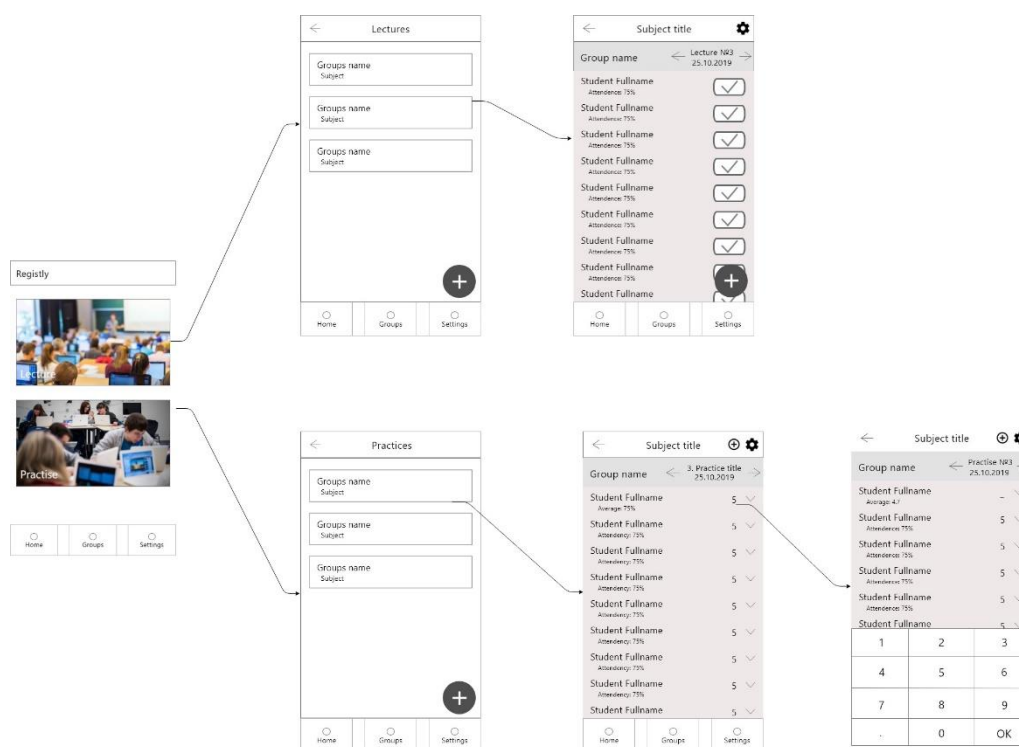 Registly
Lecture
Practise
Home Groups Settings
Lectures
Groups name
Subject
Groups name
Subject
Groups name
Subject
Home Groups Settings
Subject title
Group name
Lecture №3
25.10.2019
Student Fullname
Attendence: 75%
Student Fullname
Attendence: 75%
Student Fullname
Attendence: 75%
Student Fullname
Attendence: 75%
Student Fullname
Attendence: 75%
Student Fullname
Attendence: 75%
Student Fullname
Attendence: 75%
Student Fullname
Attendence: 75%
Student Fullname
Home Groups Settings
Practices
Groups name
Subject
Groups name
Subject
Groups name
Subject
Home Groups Settings
Subject title
Group name
3. Practice title
25.10.2019
Student Fullname 5
Average: 75%
Student Fullname 5
Attendency: 75%
Student Fullname 5
Attendency: 75%
Student Fullname 5
Attendency: 75%
Student Fullname 5
Attendency: 75%
Student Fullname 5
Attendency: 75%
Student Fullname 5
Attendency: 75%
Student Fullname 5
Attendency: 75%
Student Fullname 5
Home Groups Settings
Subject title
Group name
Practise №3
25.10.2019
Student Fullname –
Average: 4.7
Student Fullname 5
Attendence: 75%
Student Fullname 5
Attendence: 75%
Student Fullname 5
Attendence: 75%
Student Fullname 5
Attendence: 75%
Student Fullname 5
1 2 3
4 5 6
7 8 9
. 0 OK